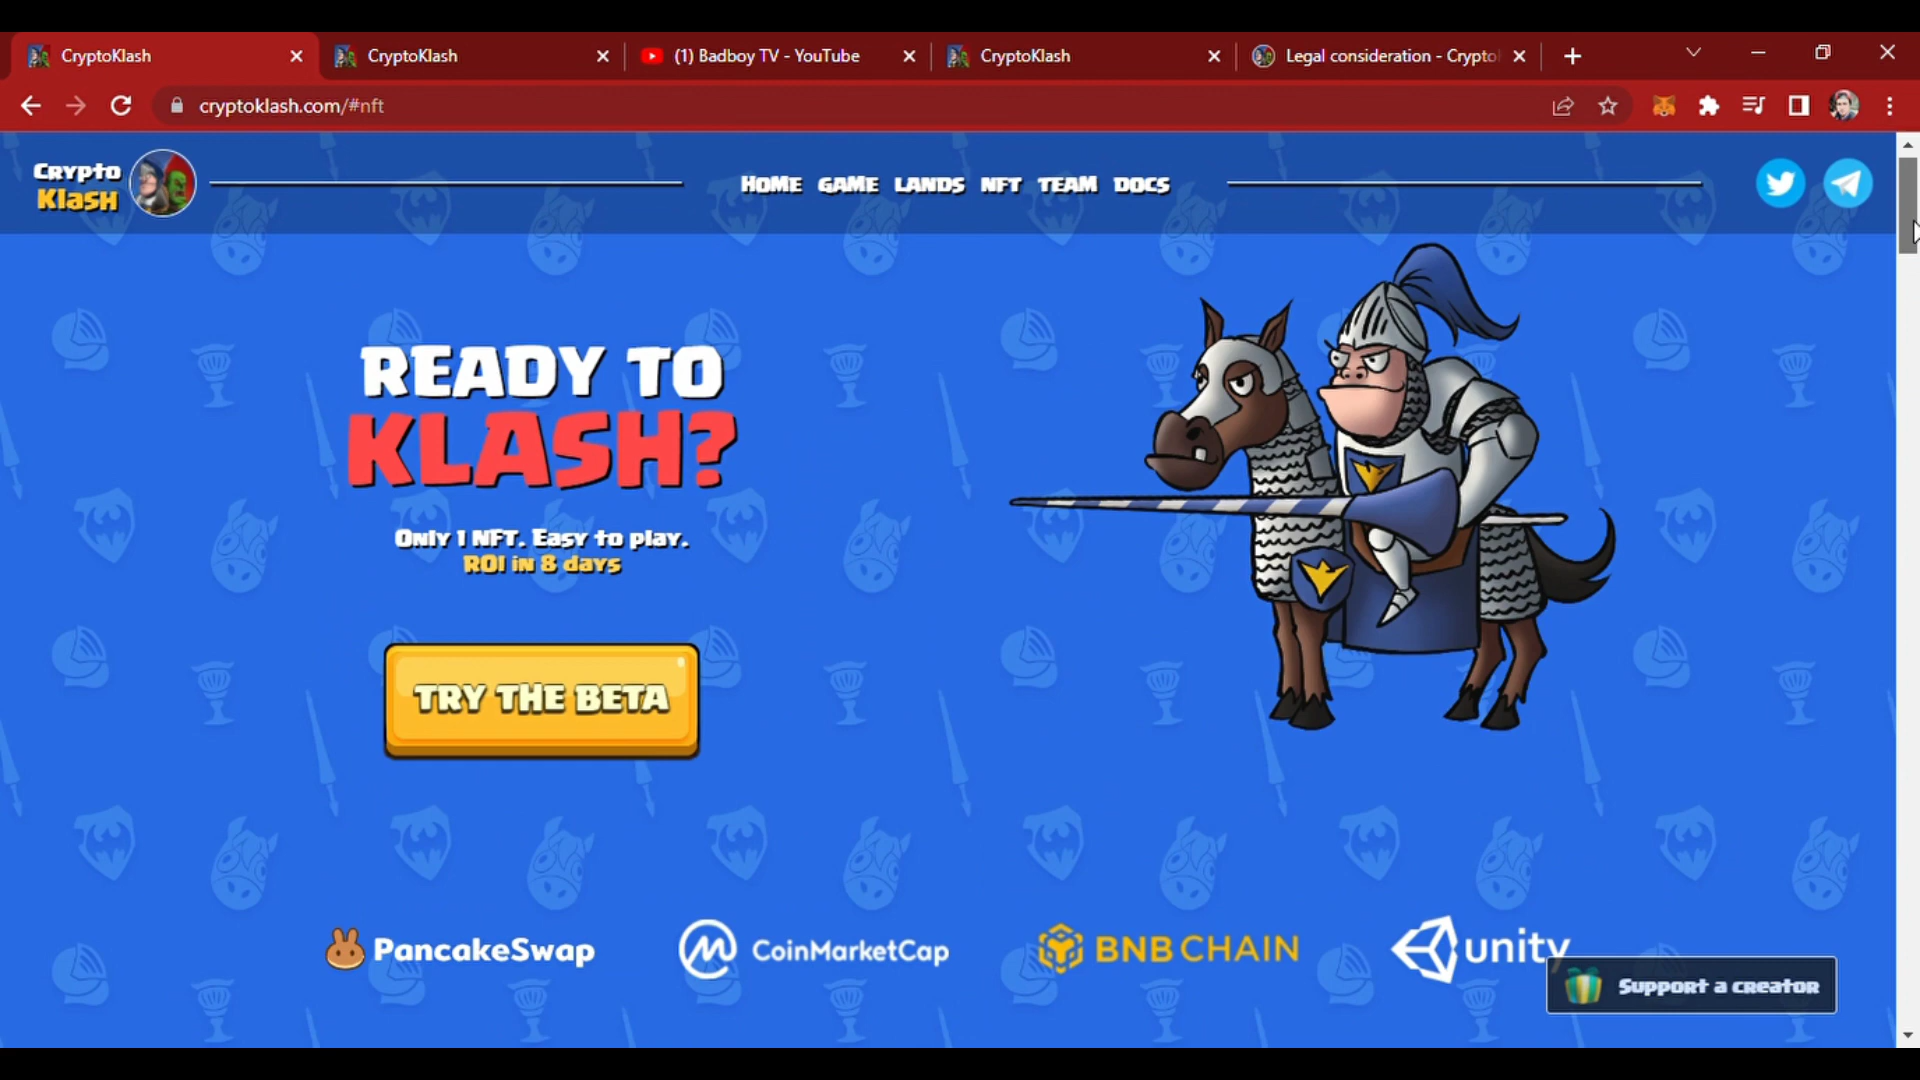 CryptoKlash
CryptoKlash
(1) Badboy TV - YouTube
CryptoKlash
Legal consideration - Crypto
cryptoklash.com/#nft
Crypto
Klash
HOME GAME LANDS NFT TEAM DOCS
READY TO
KLASH?
Only 1 NFT. Easy to play.
ROI in 8 days
TRY THE BETA
PancakeSwap
CoinMarketCap
BNB CHAIN
unity
Support a creator